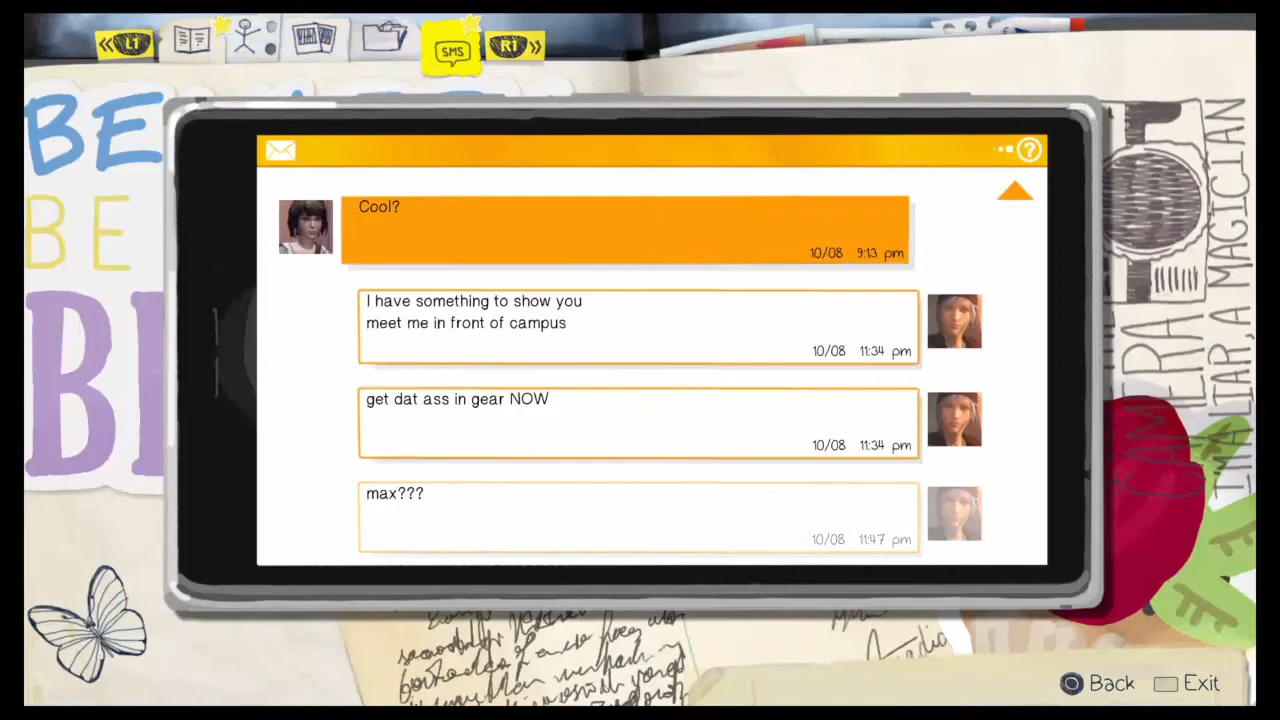 L1
SMS
R1
BE
BE
Cool?
10/08 9:13 pm
I have something to show you
meet me in front of campus
10/08 11:34 pm
get dat ass in gear NOW
10/08 11:34 pm
max???
10/08 11:47 pm
CAMERA
LIAR, A MAGICIAN
Back
Exit